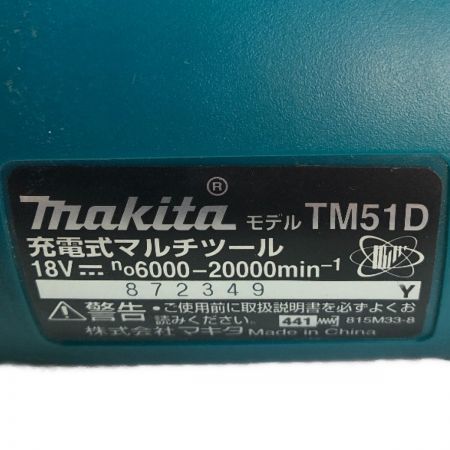 makita® モデル TM51D
充電式マルチツール
18V⎓ no6000-20000min-1
872349 Y
⚠警告・ご使用前に取扱説明書を必ずよくお
読みください。 441 815M33-8
株式会社マキタ Made in China